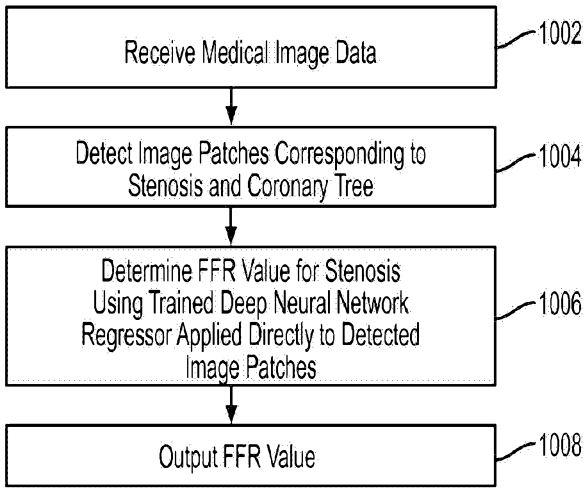 Receive Medical Image Data
1002
Detect Image Patches Corresponding to
Stenosis and Coronary Tree
1004
Determine FFR Value for Stenosis
Using Trained Deep Neural Network
Regressor Applied Directly to Detected
Image Patches
1006
Output FFR Value
1008